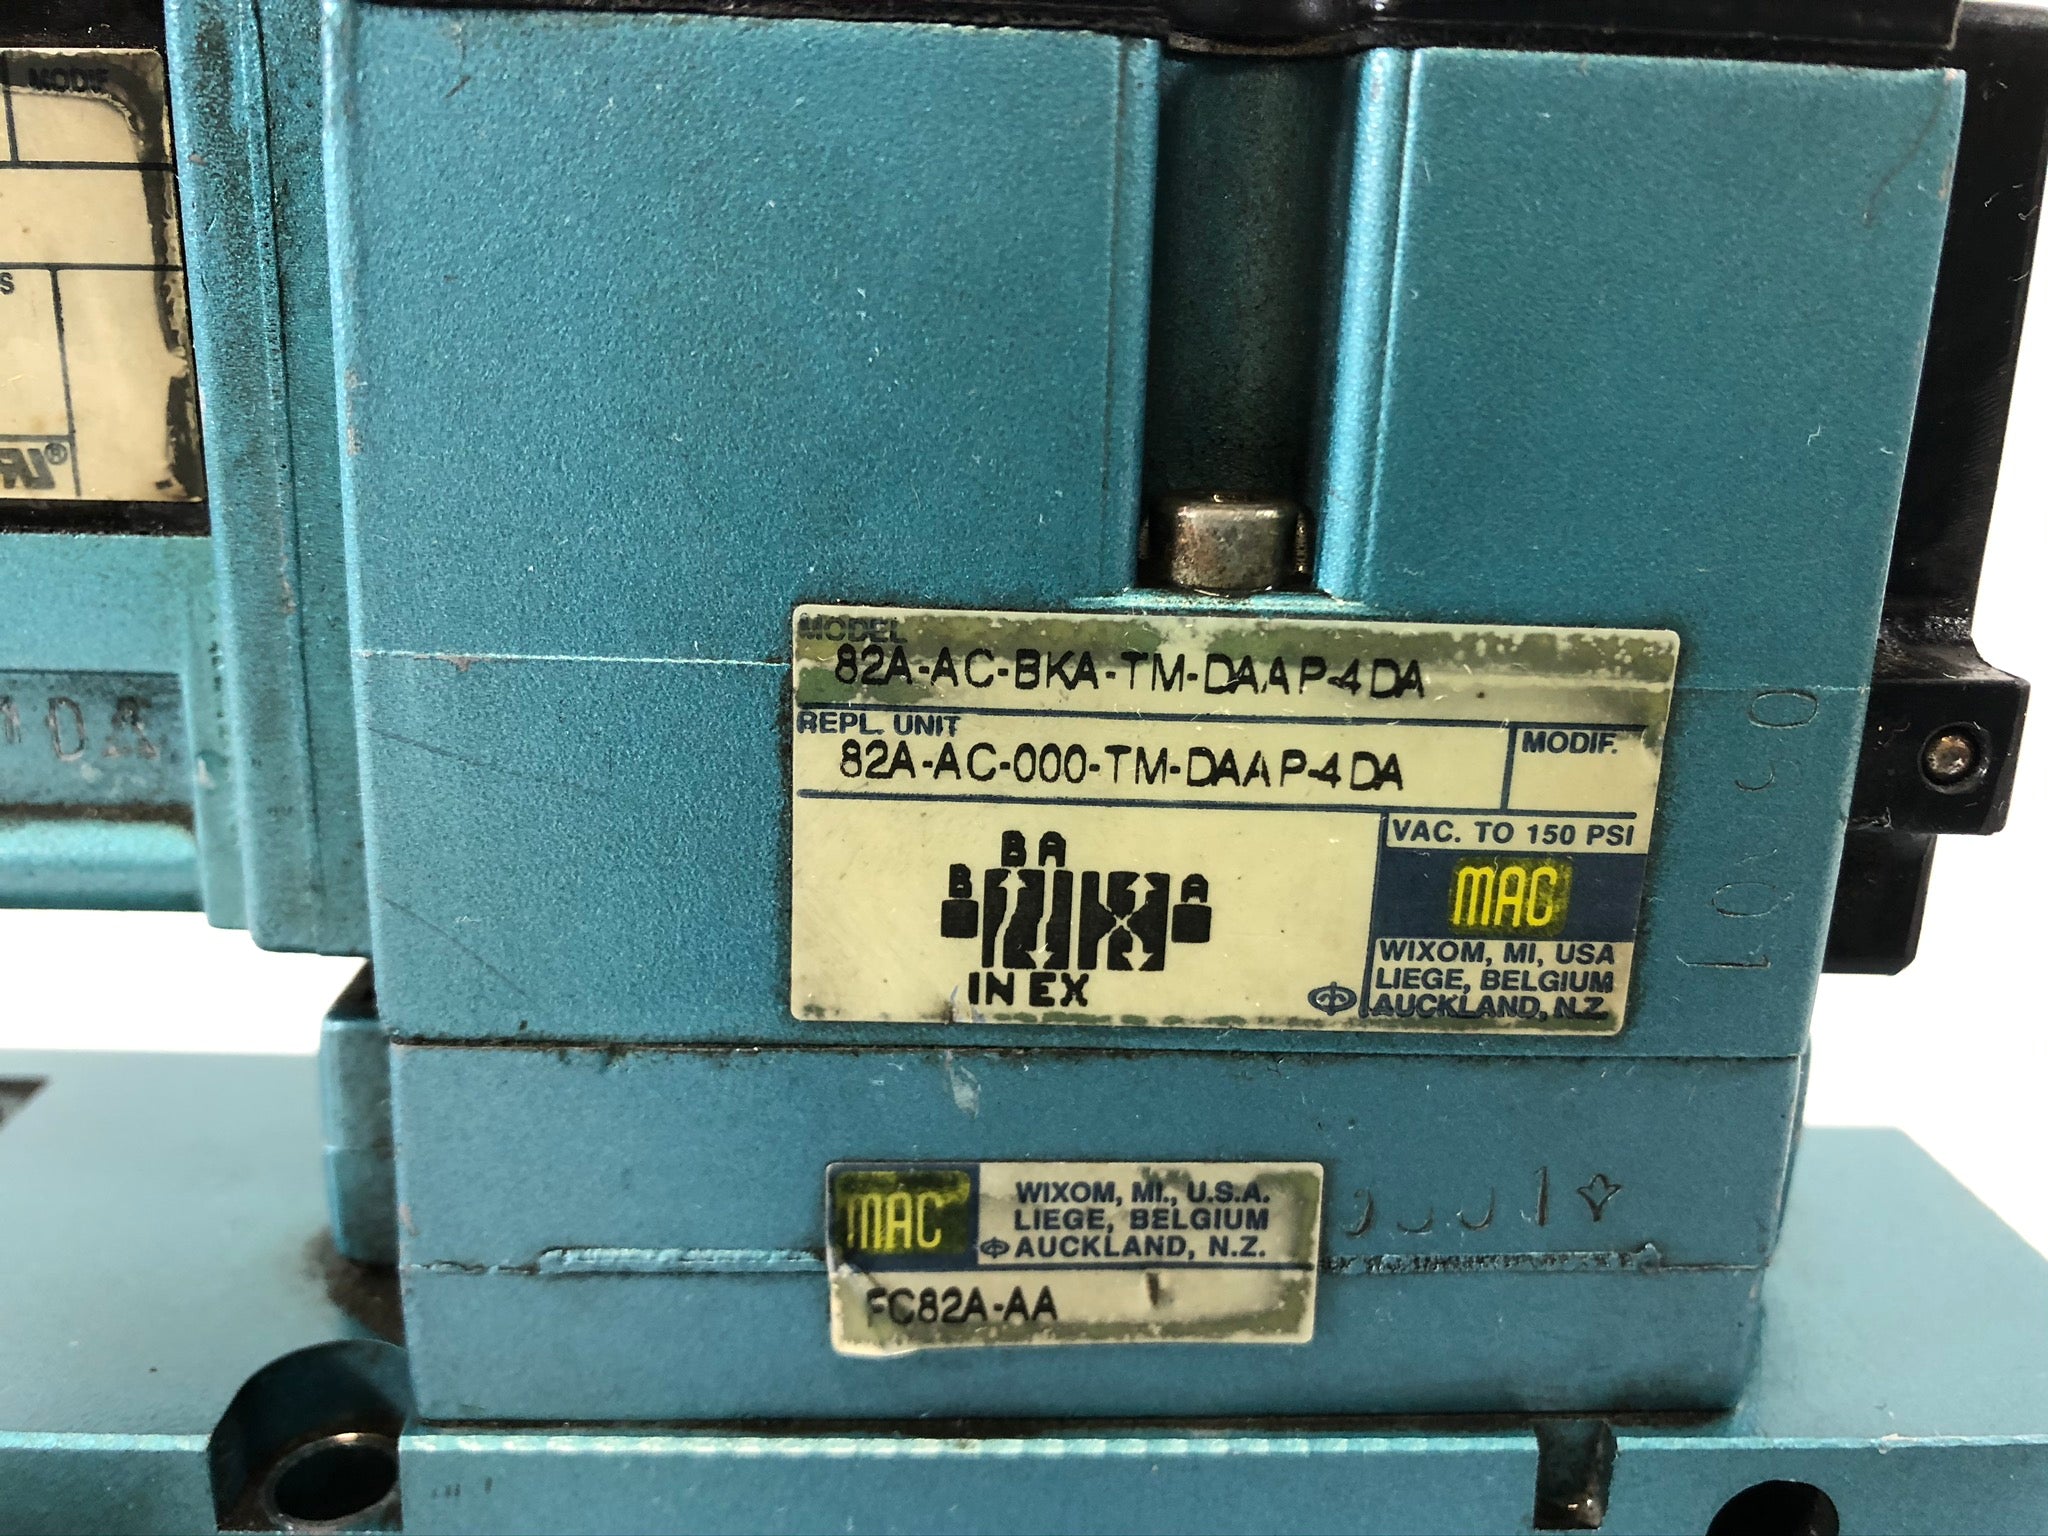 MODIF.
S
MODEL
82A-AC-BKA-TM-DAAP-4DA
REPL. UNIT
82A-AC-000-TM-DAAP-4DA
MODIF.
VAC. TO 150 PSI
B A
B A
IN EX
MAC
WIXOM, MI, USA
LIEGE, BELGIUM
AUCKLAND, N.Z.
MAC
WIXOM, MI., U.S.A.
LIEGE, BELGIUM
AUCKLAND, N.Z.
FC82A-AA